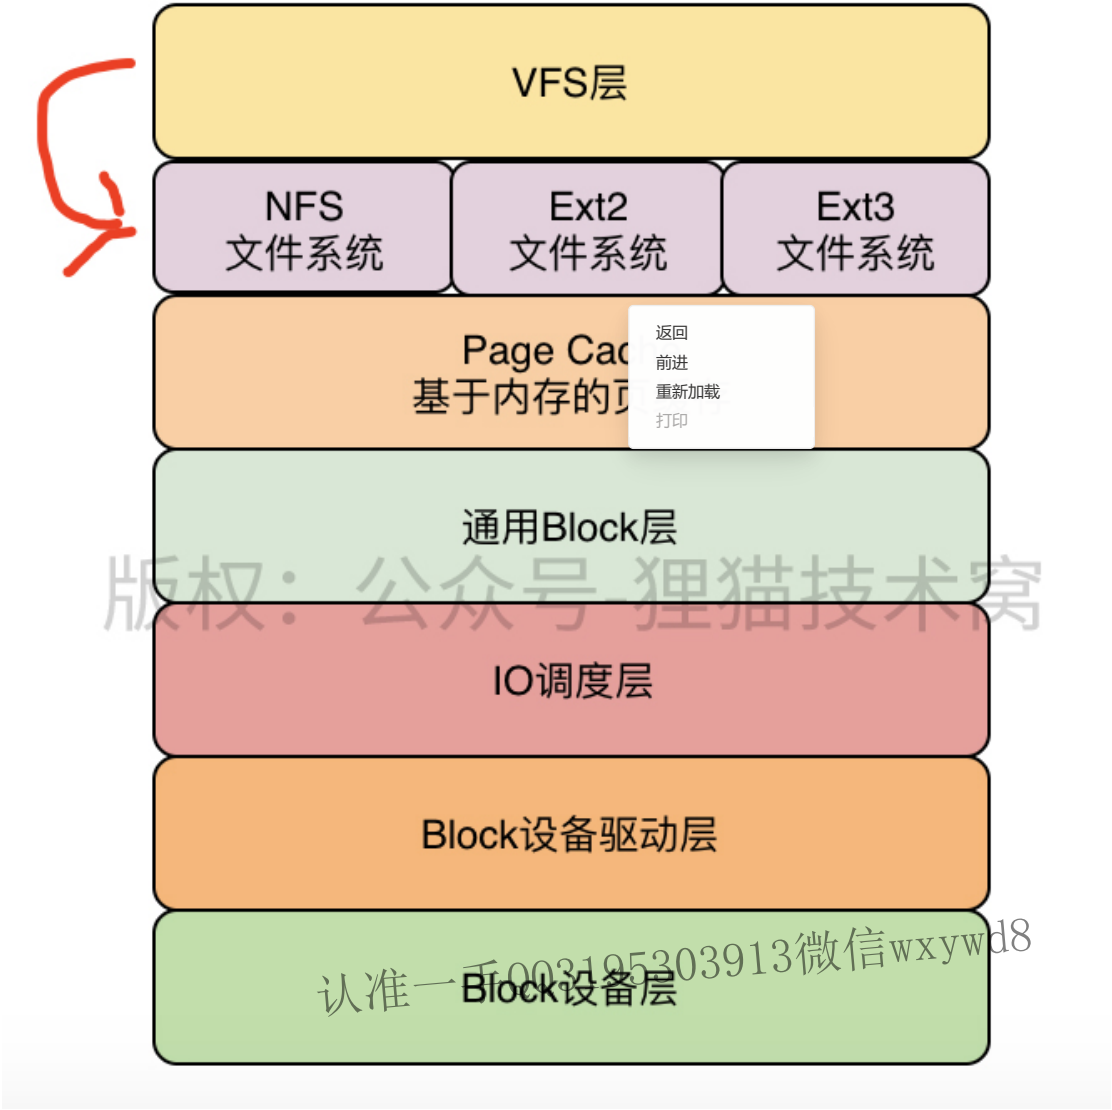 VFS层
NFS
文件系统
Ext2
文件系统
Ext3
文件系统
Page Cac
基于内存的页
返回
前进
重新加载
打印
通用Block层
版权：公众号-狸猫技术窝
IO调度层
Block设备驱动层
认准一手QQ3195303913微信wxywd8
Block设备层